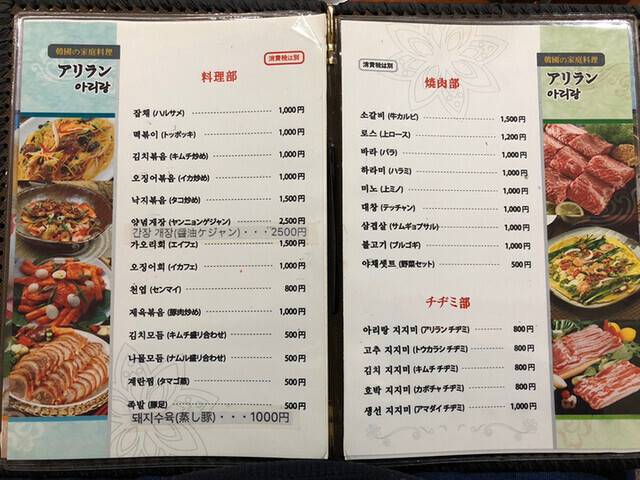 韓國の家庭料理
アリラン
아리랑
消費税は別
料理部
잡채 (ハルサメ) 1,000円
떡볶이 (トッポッキ) 1,000円
김치볶음 (キムチ炒め) 1,000円
오징어볶음 (イカ炒め) 1,000円
낙지볶음 (タコ炒め) 1,500円
양념게장 (ヤンニョンゲジャン) 2,500円
간장 개장(醤油ケジャン)・・・2500円
가오리회 (エイフェ) 1,500円
오징어회 (イカフェ) 1,000円
천엽 (センマイ) 800円
제육볶음 (豚肉炒め) 1,000円
김치모듬 (キムチ盛り合わせ) 500円
나물모듬 (ナムル盛り合わせ) 500円
계란찜 (タマゴ蒸) 500円
족발 (豚足) 500円
돼지수육(蒸し豚)・・・1000円
消費税は別
焼肉部
韓國の家庭料理
アリラン
아리랑
소갈비 (牛カルビ) 1,500円
로스 (上ロース) 1,200円
바라 (バラ) 1,000円
하라미 (ハラミ) 1,000円
미노 (上ミノ) 1,000円
대창 (テッチャン) 1,000円
삼겹살 (サムギョプサル) 1,000円
불고기 (プルゴギ) 1,000円
야채셋트 (野菜セット) 500円
チヂミ部
아리랑 지지미 (アリラン チヂミ) 800円
고추 지지미 (トウカラシ チヂミ) 800円
김치 지지미 (キムチ チヂミ) 800円
호박 지지미 (カボチャ チヂミ) 800円
생선 지지미 (アマダイ チヂミ) 1,000円